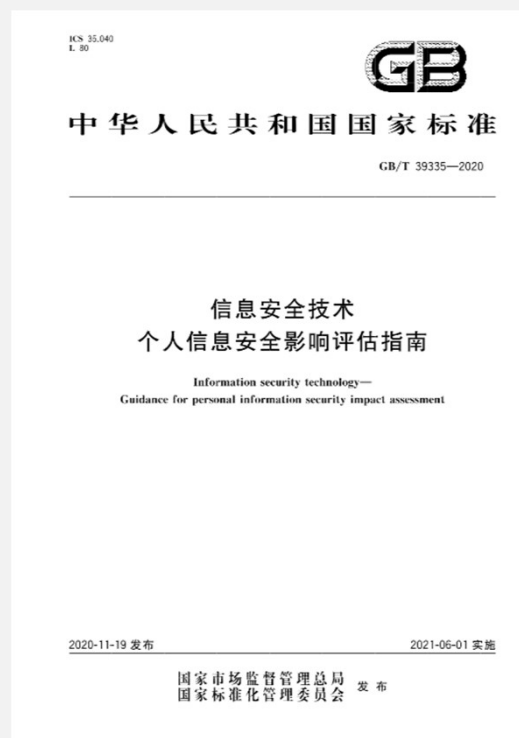 ICS 35.040
L 80
GB
中华人民共和国国家标准
GB/T 39335—2020
信息安全技术
个人信息安全影响评估指南
Information security technology—
Guidance for personal information security impact assessment
2020-11-19 发布
2021-06-01 实施
国家市场监督管理总局
国家标准化管理委员会
发布